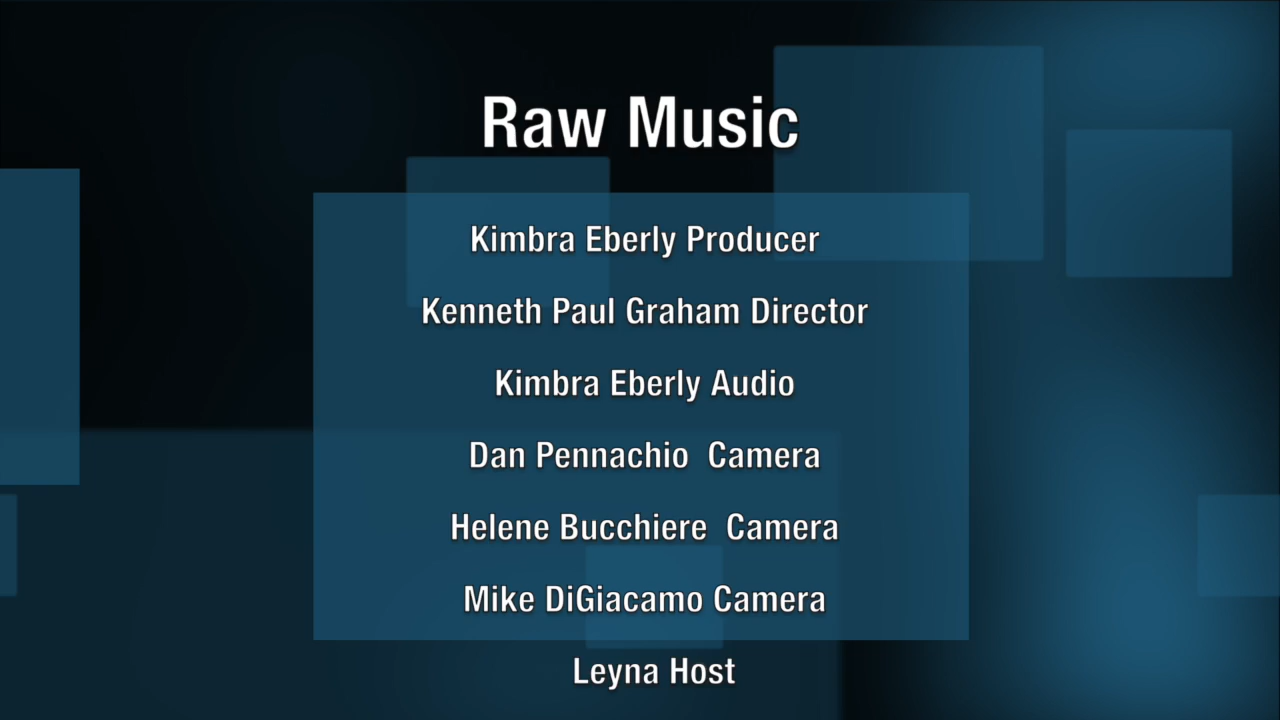 Raw Music
Kimbra Eberly Producer
Kenneth Paul Graham Director
Kimbra Eberly Audio
Dan Pennachio  Camera
Helene Bucchiere  Camera
Mike DiGiacamo Camera
Leyna Host